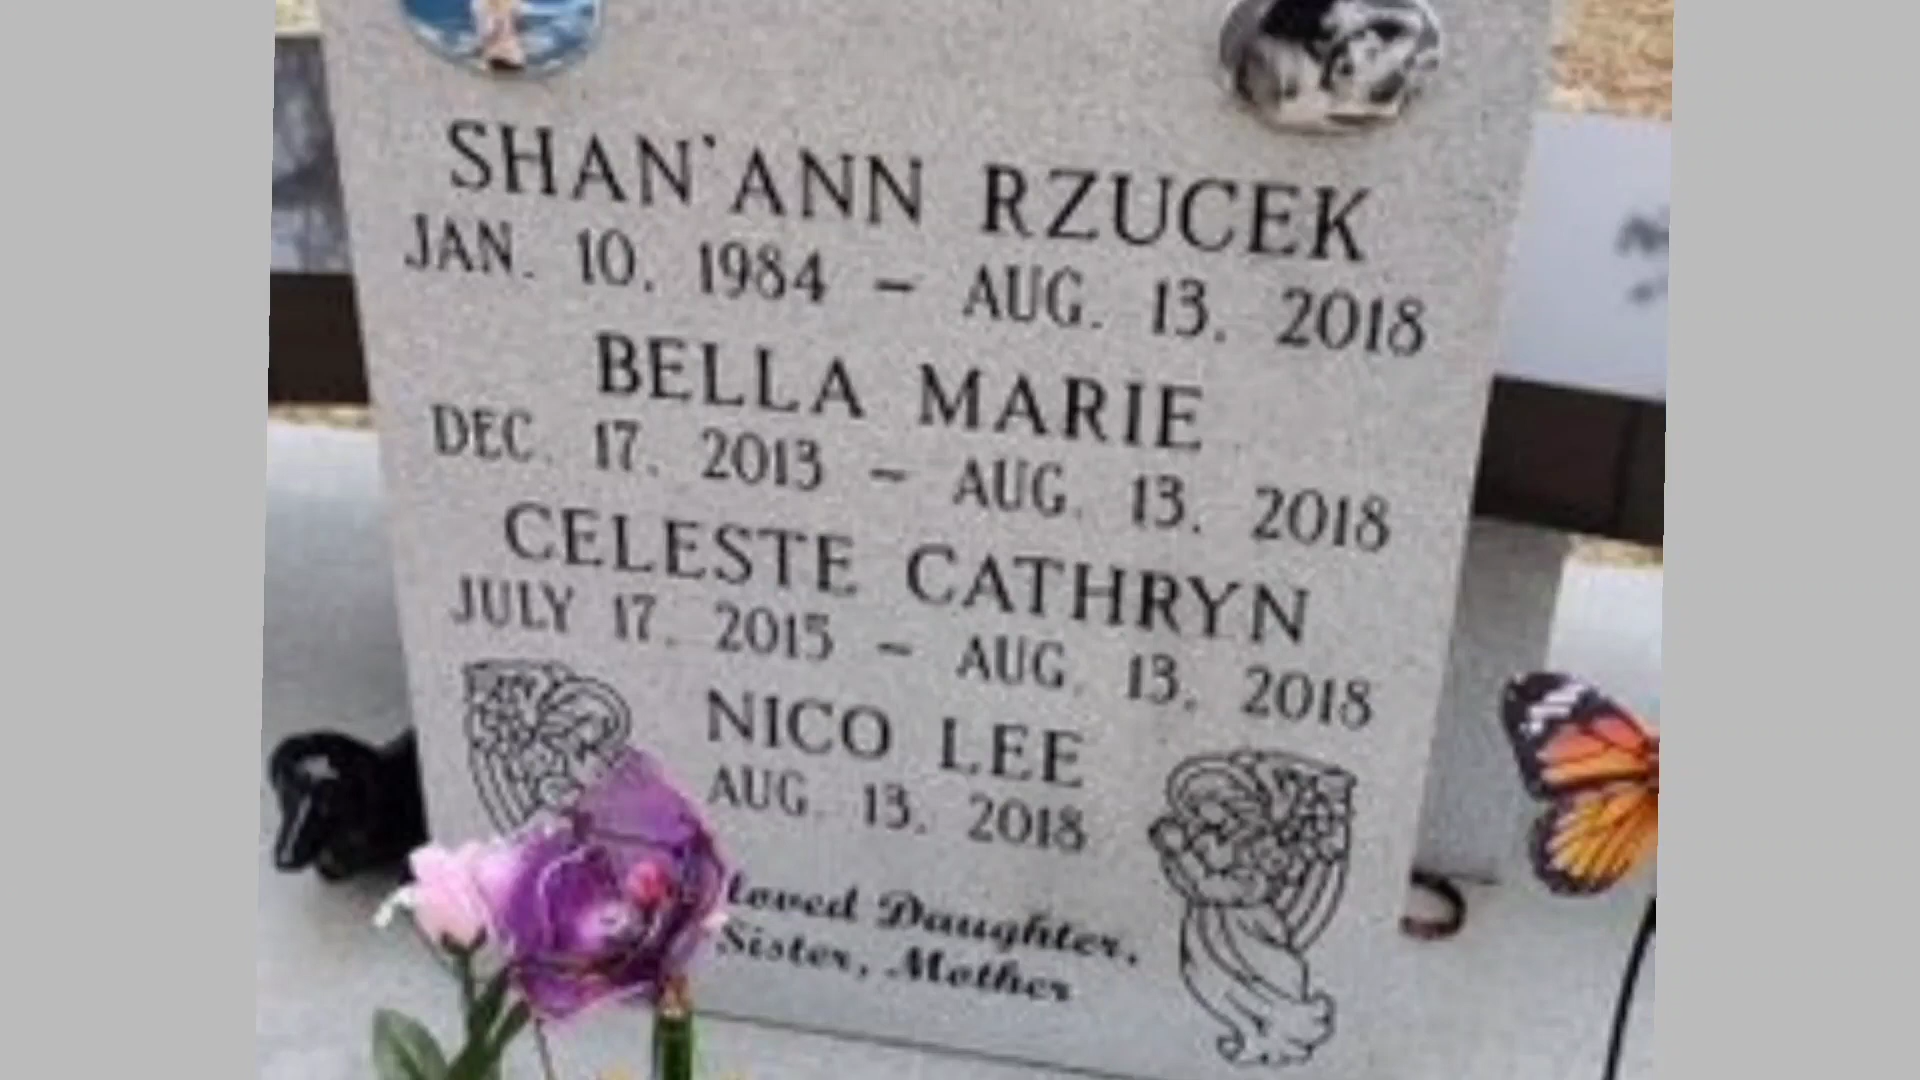 SHAN'ANN RZUCEK
JAN. 10, 1984 – AUG. 13, 2018
BELLA MARIE
DEC. 17, 2013 – AUG. 13, 2018
CELESTE CATHRYN
JULY 17, 2015 – AUG. 13, 2018
NICO LEE
AUG. 13, 2018
Loved Daughter,
Sister, Mother